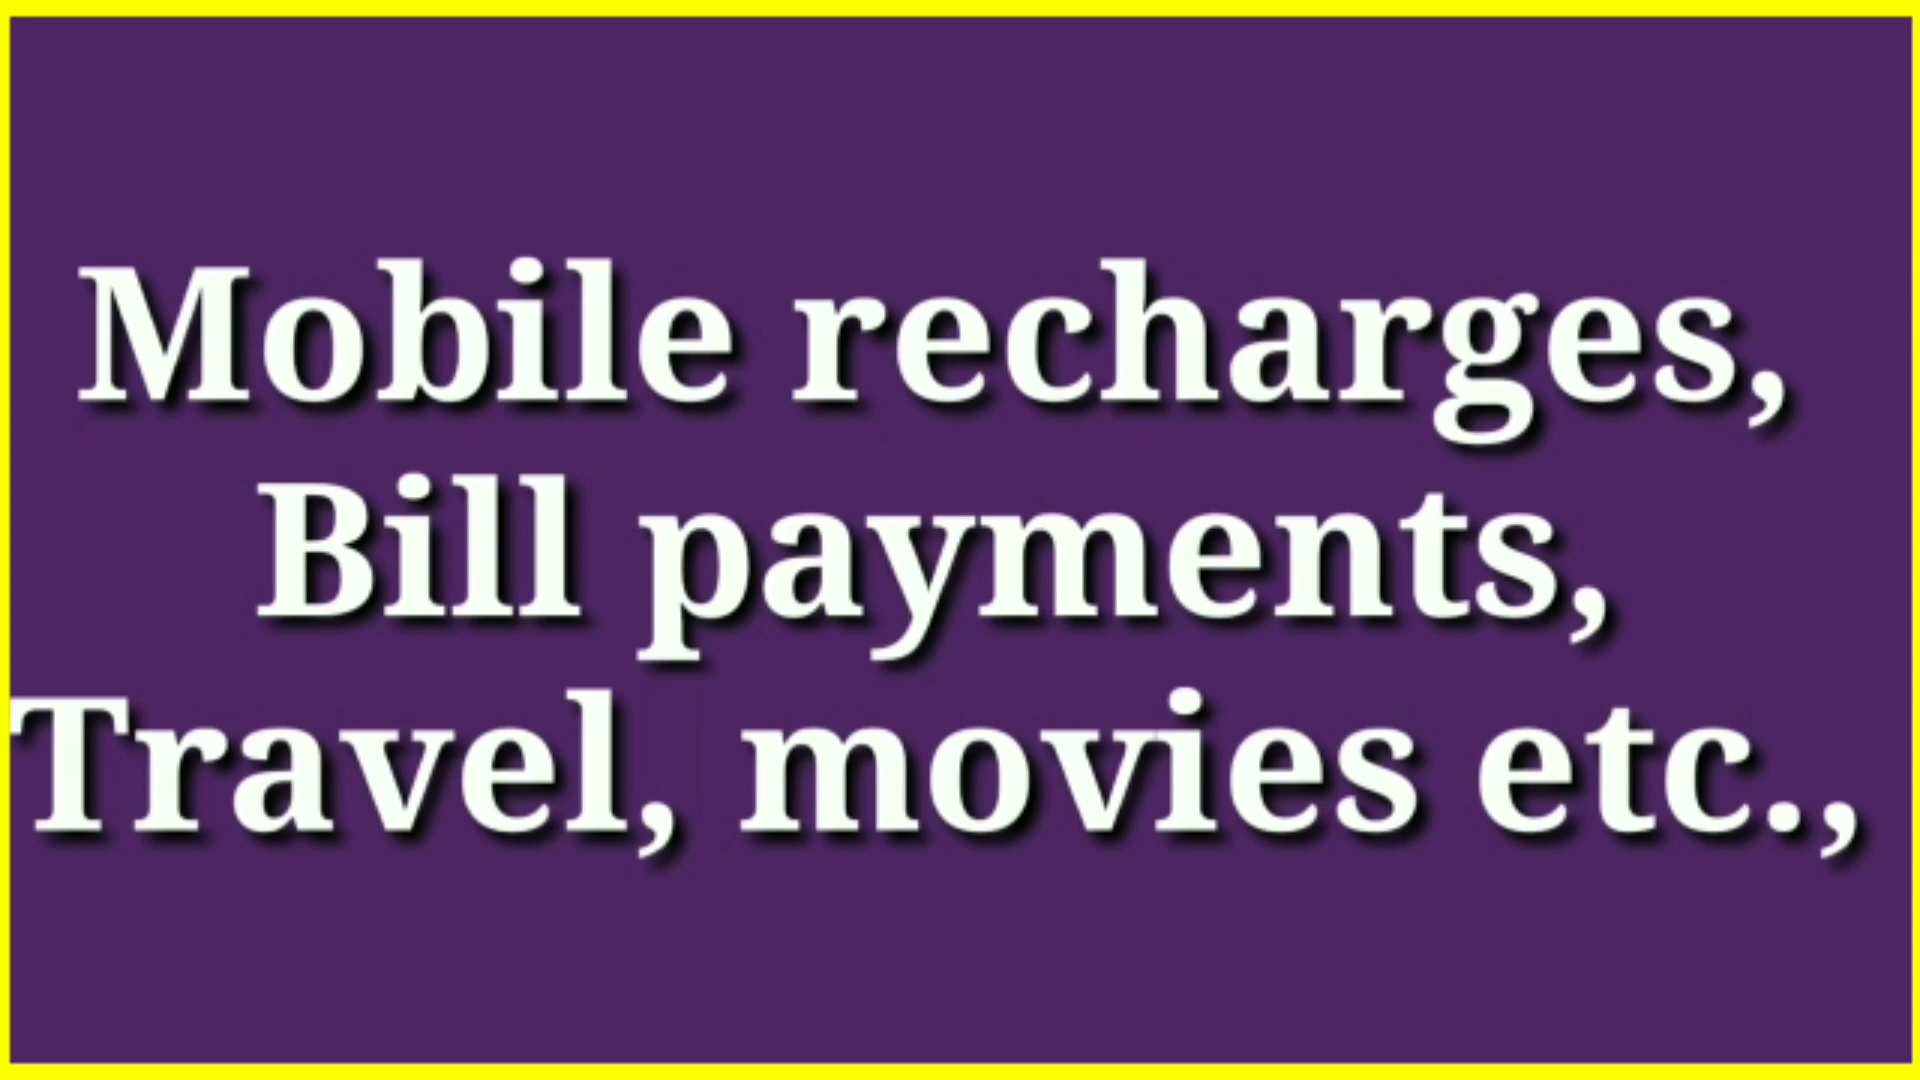 Mobile recharges,
Bill payments,
Travel, movies etc.,